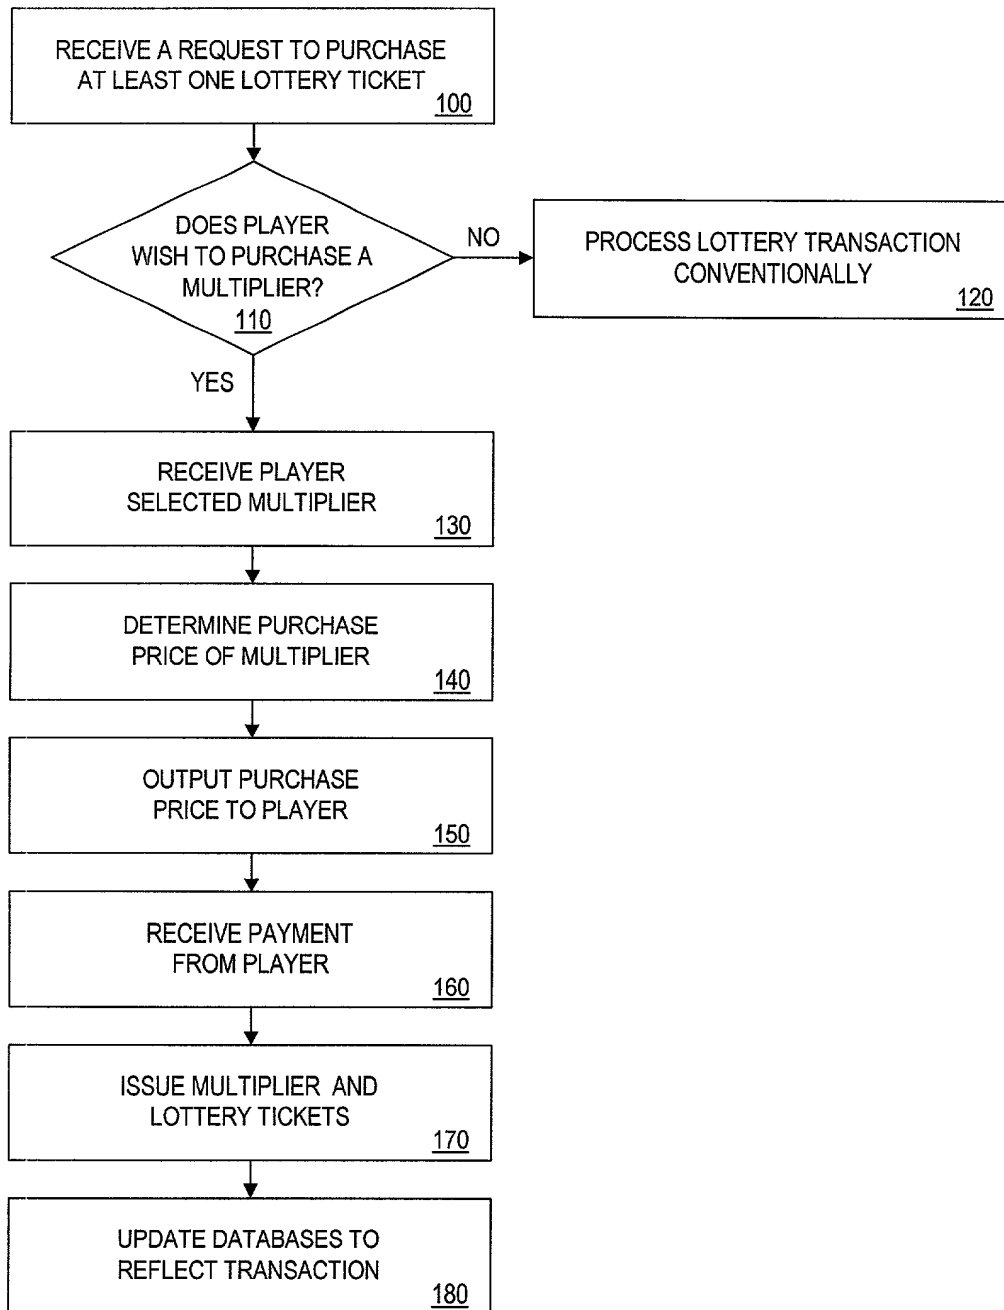 RECEIVE A REQUEST TO PURCHASE
AT LEAST ONE LOTTERY TICKET
100
DOES PLAYER
WISH TO PURCHASE A
MULTIPLIER?
110
NO
PROCESS LOTTERY TRANSACTION
CONVENTIONALLY
120
YES
RECEIVE PLAYER
SELECTED MULTIPLIER
130
DETERMINE PURCHASE
PRICE OF MULTIPLIER
140
OUTPUT PURCHASE
PRICE TO PLAYER
150
RECEIVE PAYMENT
FROM PLAYER
160
ISSUE MULTIPLIER AND
LOTTERY TICKETS
170
UPDATE DATABASES TO
REFLECT TRANSACTION
180